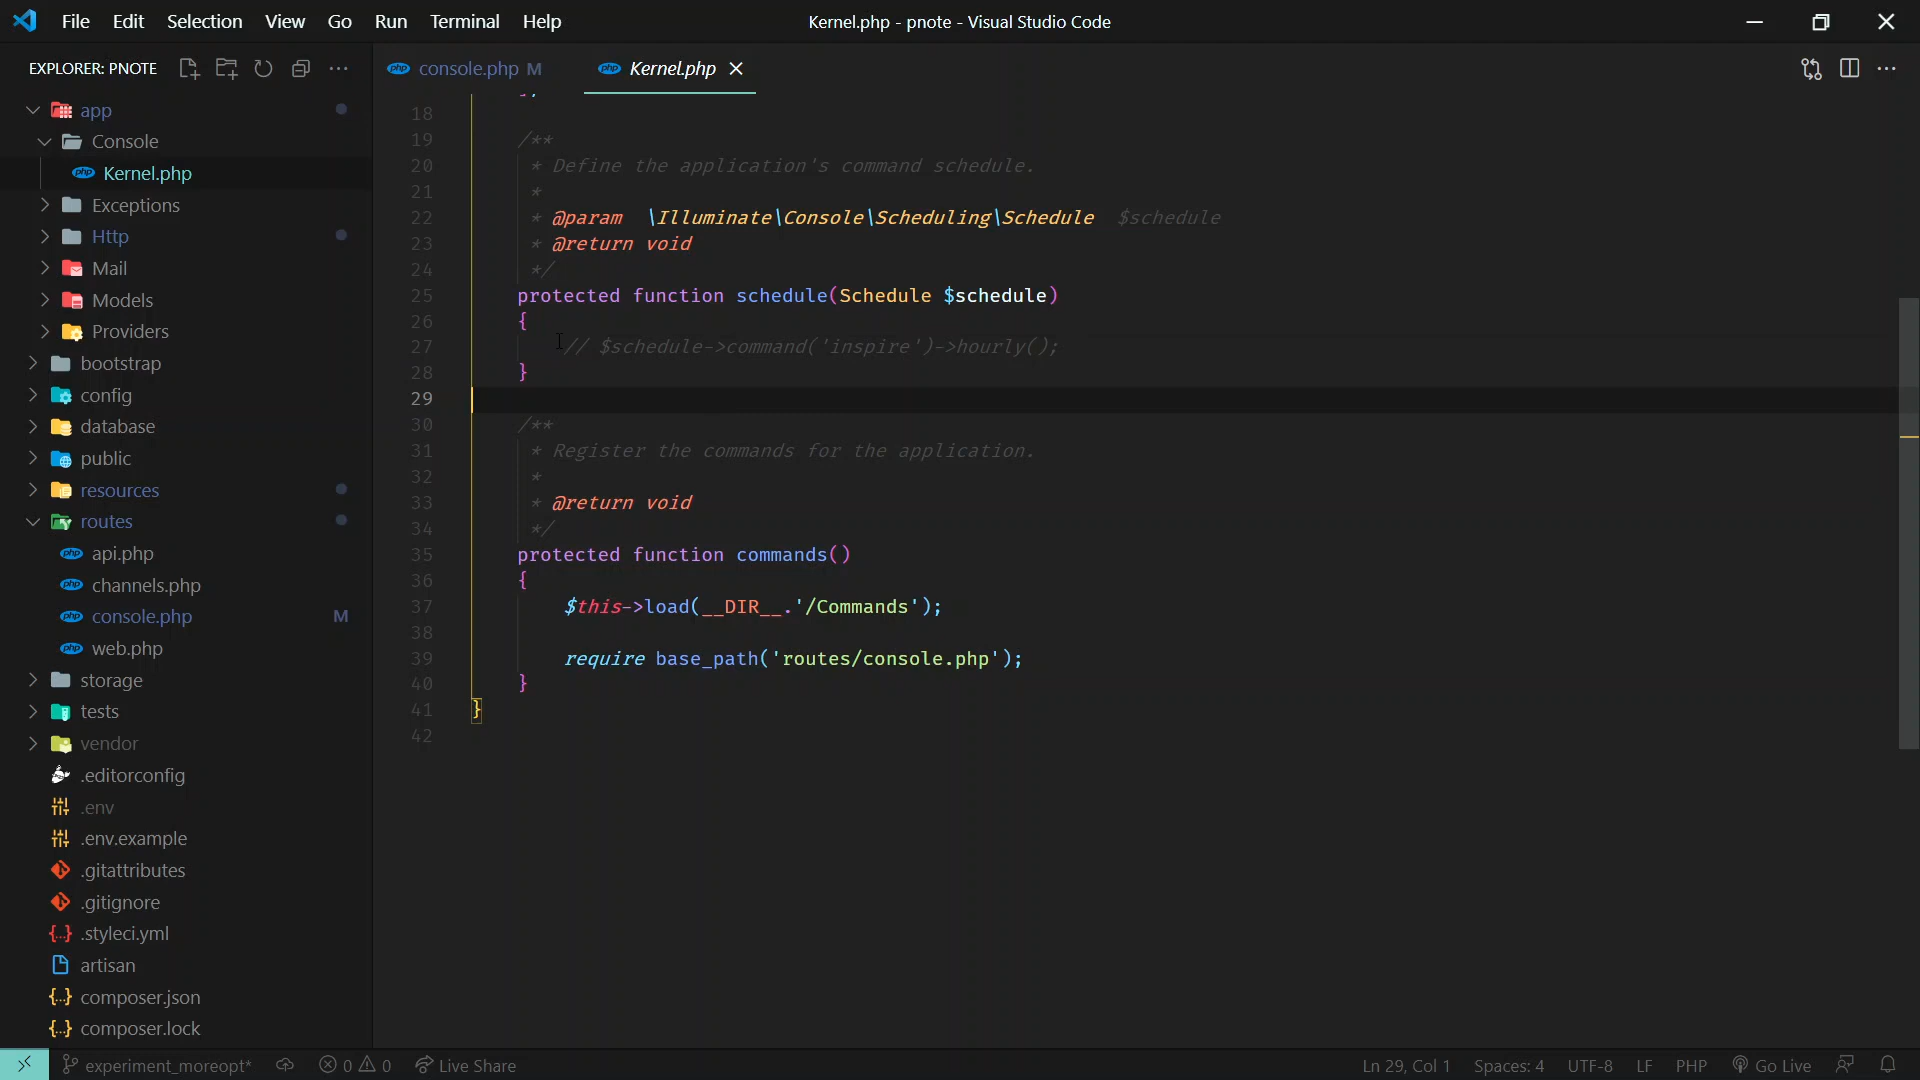 File Edit Selection View Go Run Terminal Help
Kernel.php - pnote - Visual Studio Code
EXPLORER: PNOTE
app
Console
Kernel.php
Exceptions
Http
Mail
Models
Providers
bootstrap
config
database
public
resources
routes
api.php
channels.php
console.php M
web.php
storage
tests
vendor
.editorconfig
.env
.env.example
.gitattributes
.gitignore
.styleci.yml
artisan
composer.json
composer.lock
console.php M
Kernel.php
18
19 /**
20 * Define the application's command schedule.
21 *
22 * @param \Illuminate\Console\Scheduling\Schedule $schedule
23 * @return void
24 */
25 protected function schedule(Schedule $schedule)
26 {
27 // $schedule->command('inspire')->hourly();
28 }
29
30 /**
31 * Register the commands for the application.
32 *
33 * @return void
34 */
35 protected function commands()
36 {
37 $this->load(__DIR__.'/Commands');
38
39 require base_path('routes/console.php');
40 }
41 }
42
experiment_moreopt* 0 0 Live Share
Ln 29, Col 1 Spaces: 4 UTF-8 LF PHP Go Live